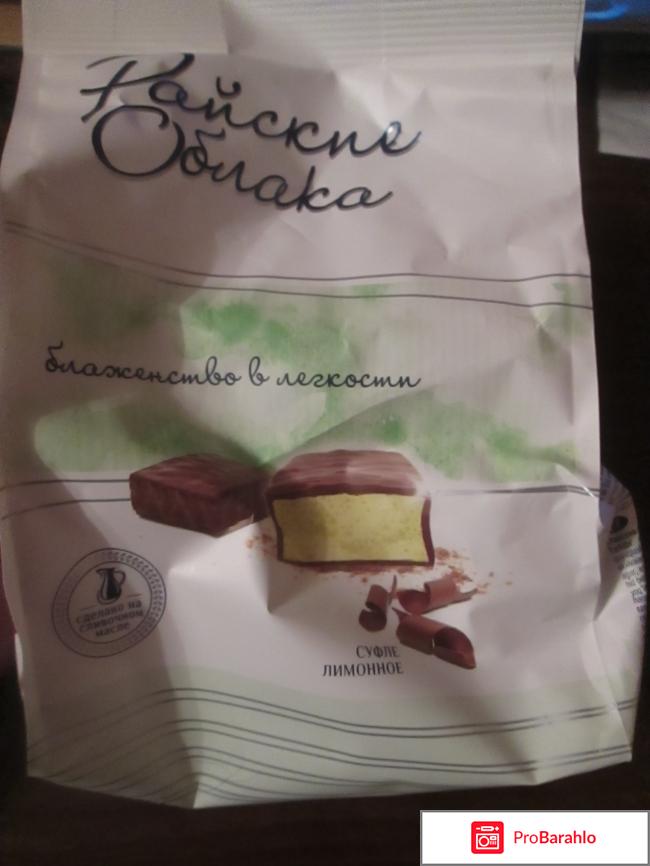 Райские
Облака
блаженство в легкости
сделано на
сливочном
масле
СУФЛЕ
ЛИМОННОЕ
ProBarahlo